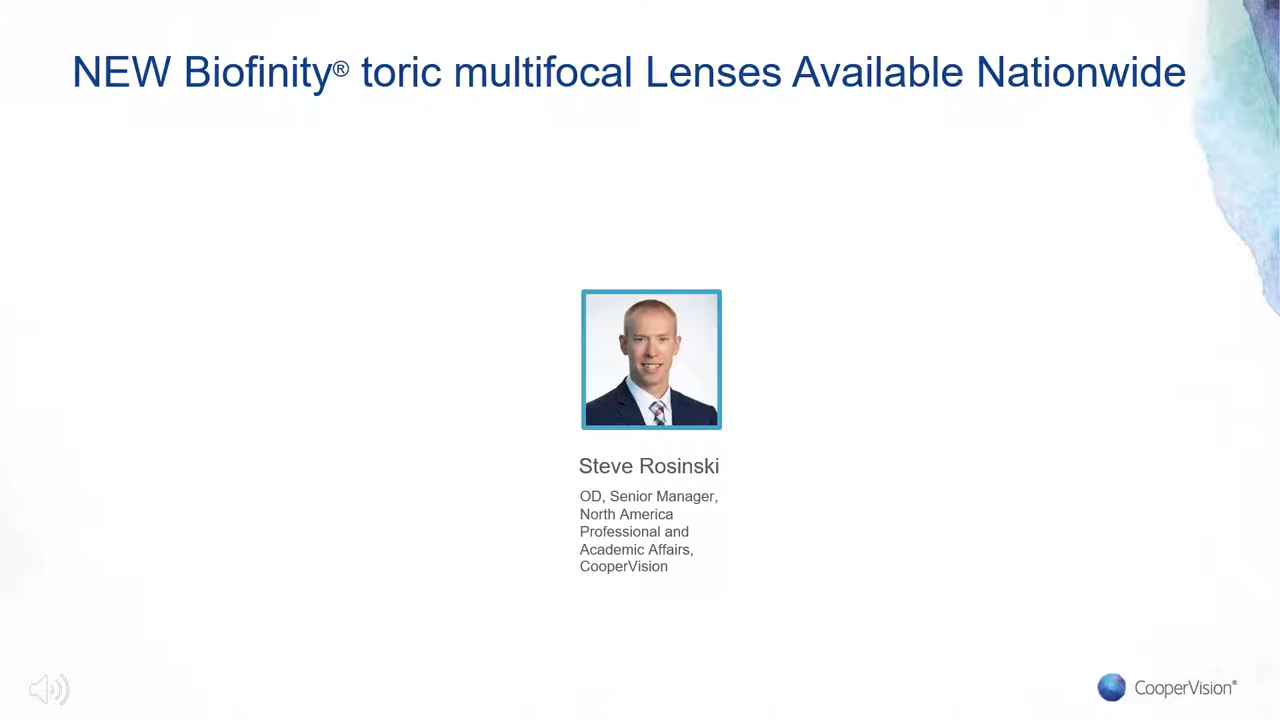 NEW Biofinity® toric multifocal Lenses Available Nationwide
Steve Rosinski
OD, Senior Manager,
North America
Professional and
Academic Affairs,
CooperVision
CooperVision®